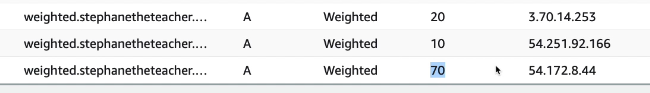 weighted.stephanetheteacher.... A Weighted 20 3.70.14.253
weighted.stephanetheteacher.... A Weighted 10 54.251.92.166
weighted.stephanetheteacher.... A Weighted 70 54.172.8.44